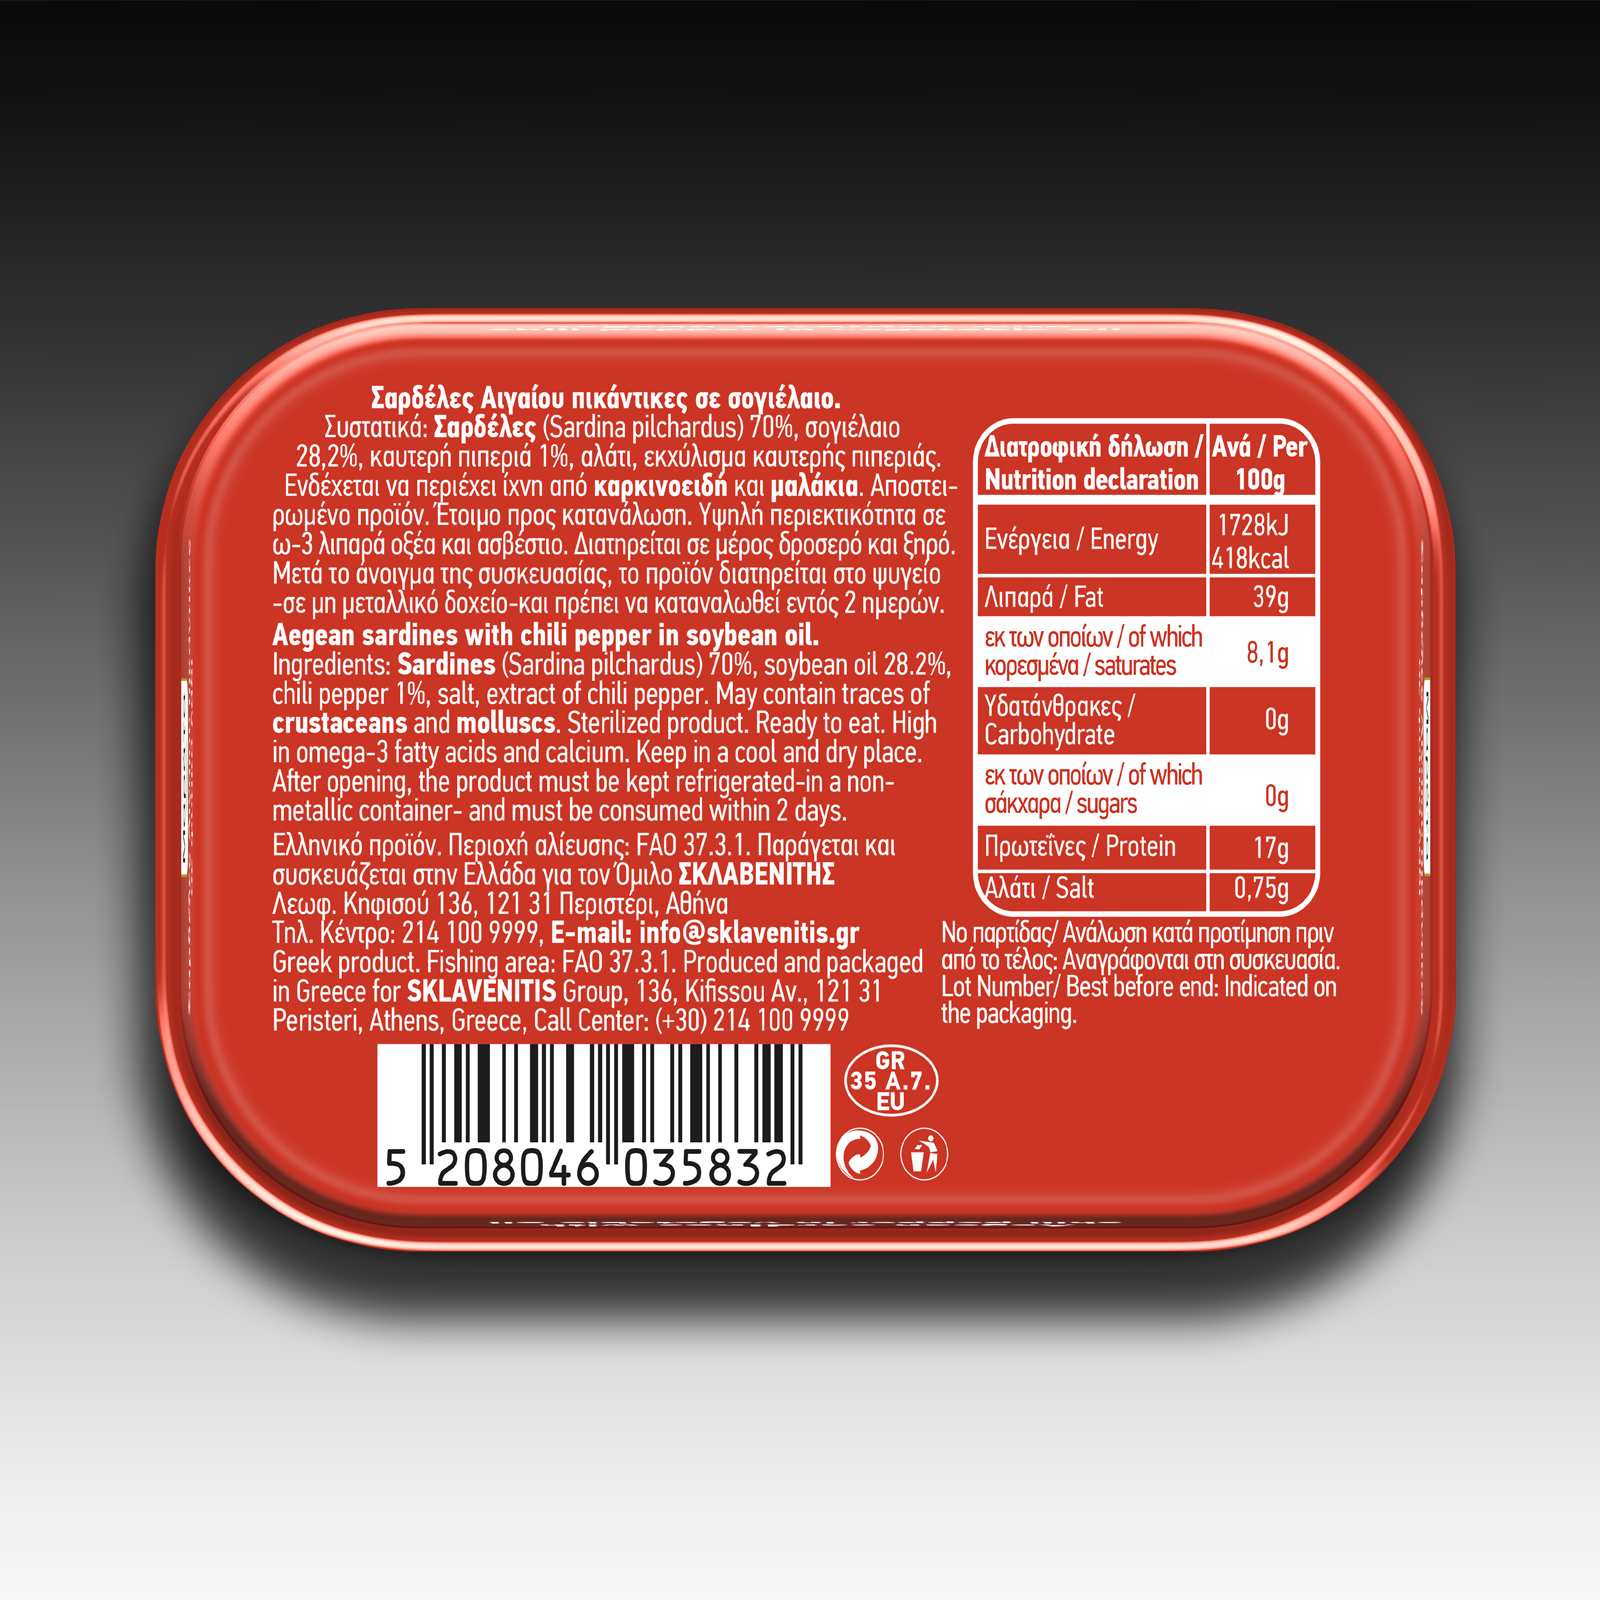 Σαρδέλες Αιγαίου πικάντικες σε σογιέλαιο.
Συστατικά: Σαρδέλες (Sardina pilchardus) 70%, σογιέλαιο
28,2%, καυτερή πιπεριά 1%, αλάτι, εκχύλισμα καυτερής πιπεριάς.
Ενδέχεται να περιέχει ίχνη από καρκινοειδή και μαλάκια. Αποστει-
ρωμένο προϊόν. Έτοιμο προς κατανάλωση. Υψηλή περιεκτικότητα σε
ω-3 λιπαρά οξέα και ασβέστιο. Διατηρείται σε μέρος δροσερό και ξηρό.
Μετά το άνοιγμα της συσκευασίας, το προϊόν διατηρείται στο ψυγείο
-σε μη μεταλλικό δοχείο-και πρέπει να καταναλωθεί εντός 2 ημερών.
Aegean sardines with chili pepper in soybean oil.
Ingredients: Sardines (Sardina pilchardus) 70%, soybean oil 28.2%,
chili pepper 1%, salt, extract of chili pepper. May contain traces of
crustaceans and molluscs. Sterilized product. Ready to eat. High
in omega-3 fatty acids and calcium. Keep in a cool and dry place.
After opening, the product must be kept refrigerated-in a non-
metallic container- and must be consumed within 2 days.
Ελληνικό προϊόν. Περιοχή αλίευσης: FAO 37.3.1. Παράγεται και
συσκευάζεται στην Ελλάδα για τον Όμιλο ΣΚΛΑΒΕΝΙΤΗΣ
Λεωφ. Κηφισού 136, 121 31 Περιστέρι, Αθήνα
Τηλ. Κέντρο: 214 100 9999, E-mail: info@sklavenitis.gr
Greek product. Fishing area: FAO 37.3.1. Produced and packaged
in Greece for SKLAVENITIS Group, 136, Kifissou Av., 121 31
Peristeri, Athens, Greece, Call Center: (+30) 214 100 9999
Διατροφική δήλωση / Ανά / Per
Nutrition declaration 100g
Ενέργεια / Energy 1728kJ
418kcal
Λιπαρά / Fat 39g
εκ των οποίων / of which
κορεσμένα / saturates 8,1g
Υδατάνθρακες /
Carbohydrate 0g
εκ των οποίων / of which
σάκχαρα / sugars 0g
Πρωτεΐνες / Protein 17g
Αλάτι / Salt 0,75g
Νο παρτίδας/ Ανάλωση κατά προτίμηση πριν
από το τέλος: Αναγράφονται στη συσκευασία.
Lot Number/ Best before end: Indicated on
the packaging.
5 208046 035832
GR
35 A.7.
EU